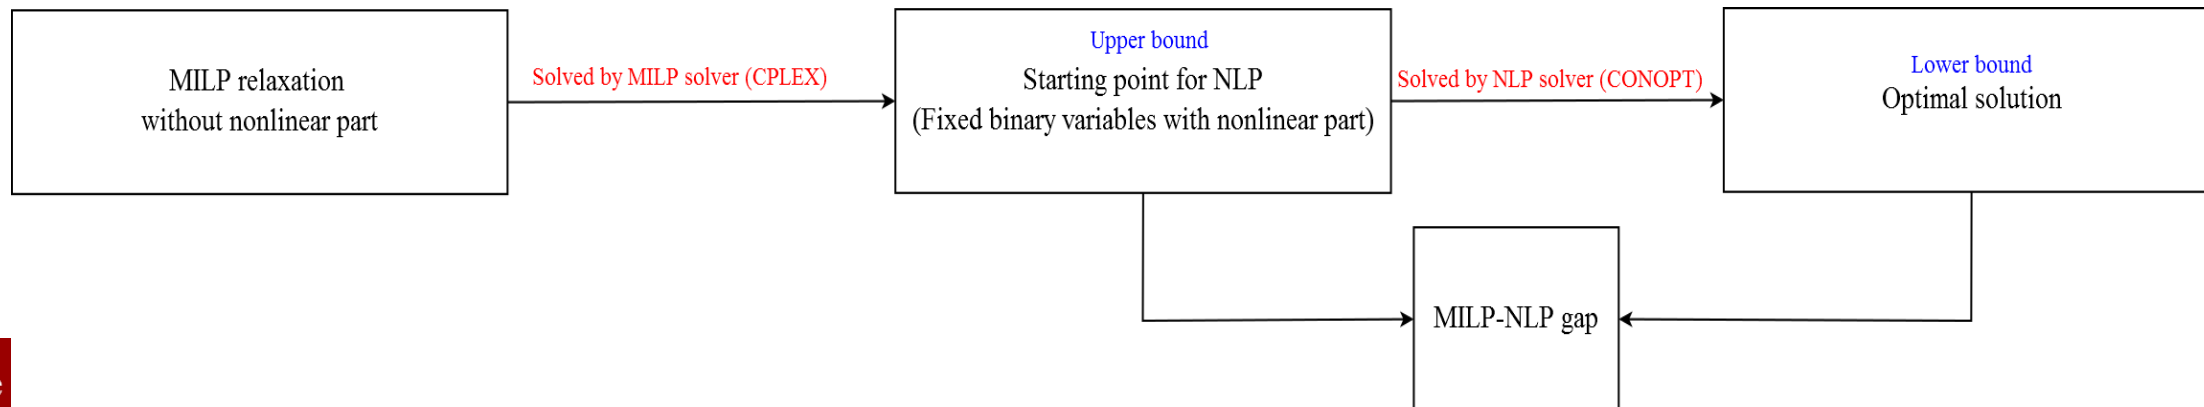 MILP relaxation
without nonlinear part
Solved by MILP solver (CPLEX)
Upper bound
Starting point for NLP
(Fixed binary variables with nonlinear part)
Solved by NLP solver (CONOPT)
Lower bound
Optimal solution
MILP-NLP gap